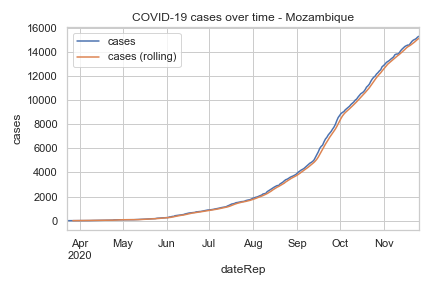 COVID-19 cases over time - Mozambique
cases
cases (rolling)
16000
14000
12000
10000
8000
6000
4000
2000
0
cases
Apr May Jun Jul Aug Sep Oct Nov
2020
dateRep